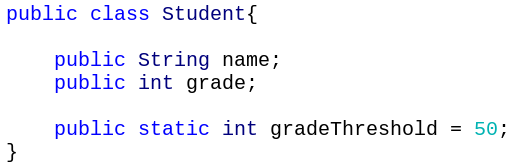 public class Student{
public String name;
public int grade;
public static int gradeThreshold = 50;
}